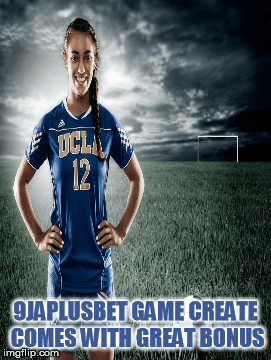 UCLA
12
9JAPLUSBET GAME CREATE
COMES WITH GREAT BONUS
imgflip.com